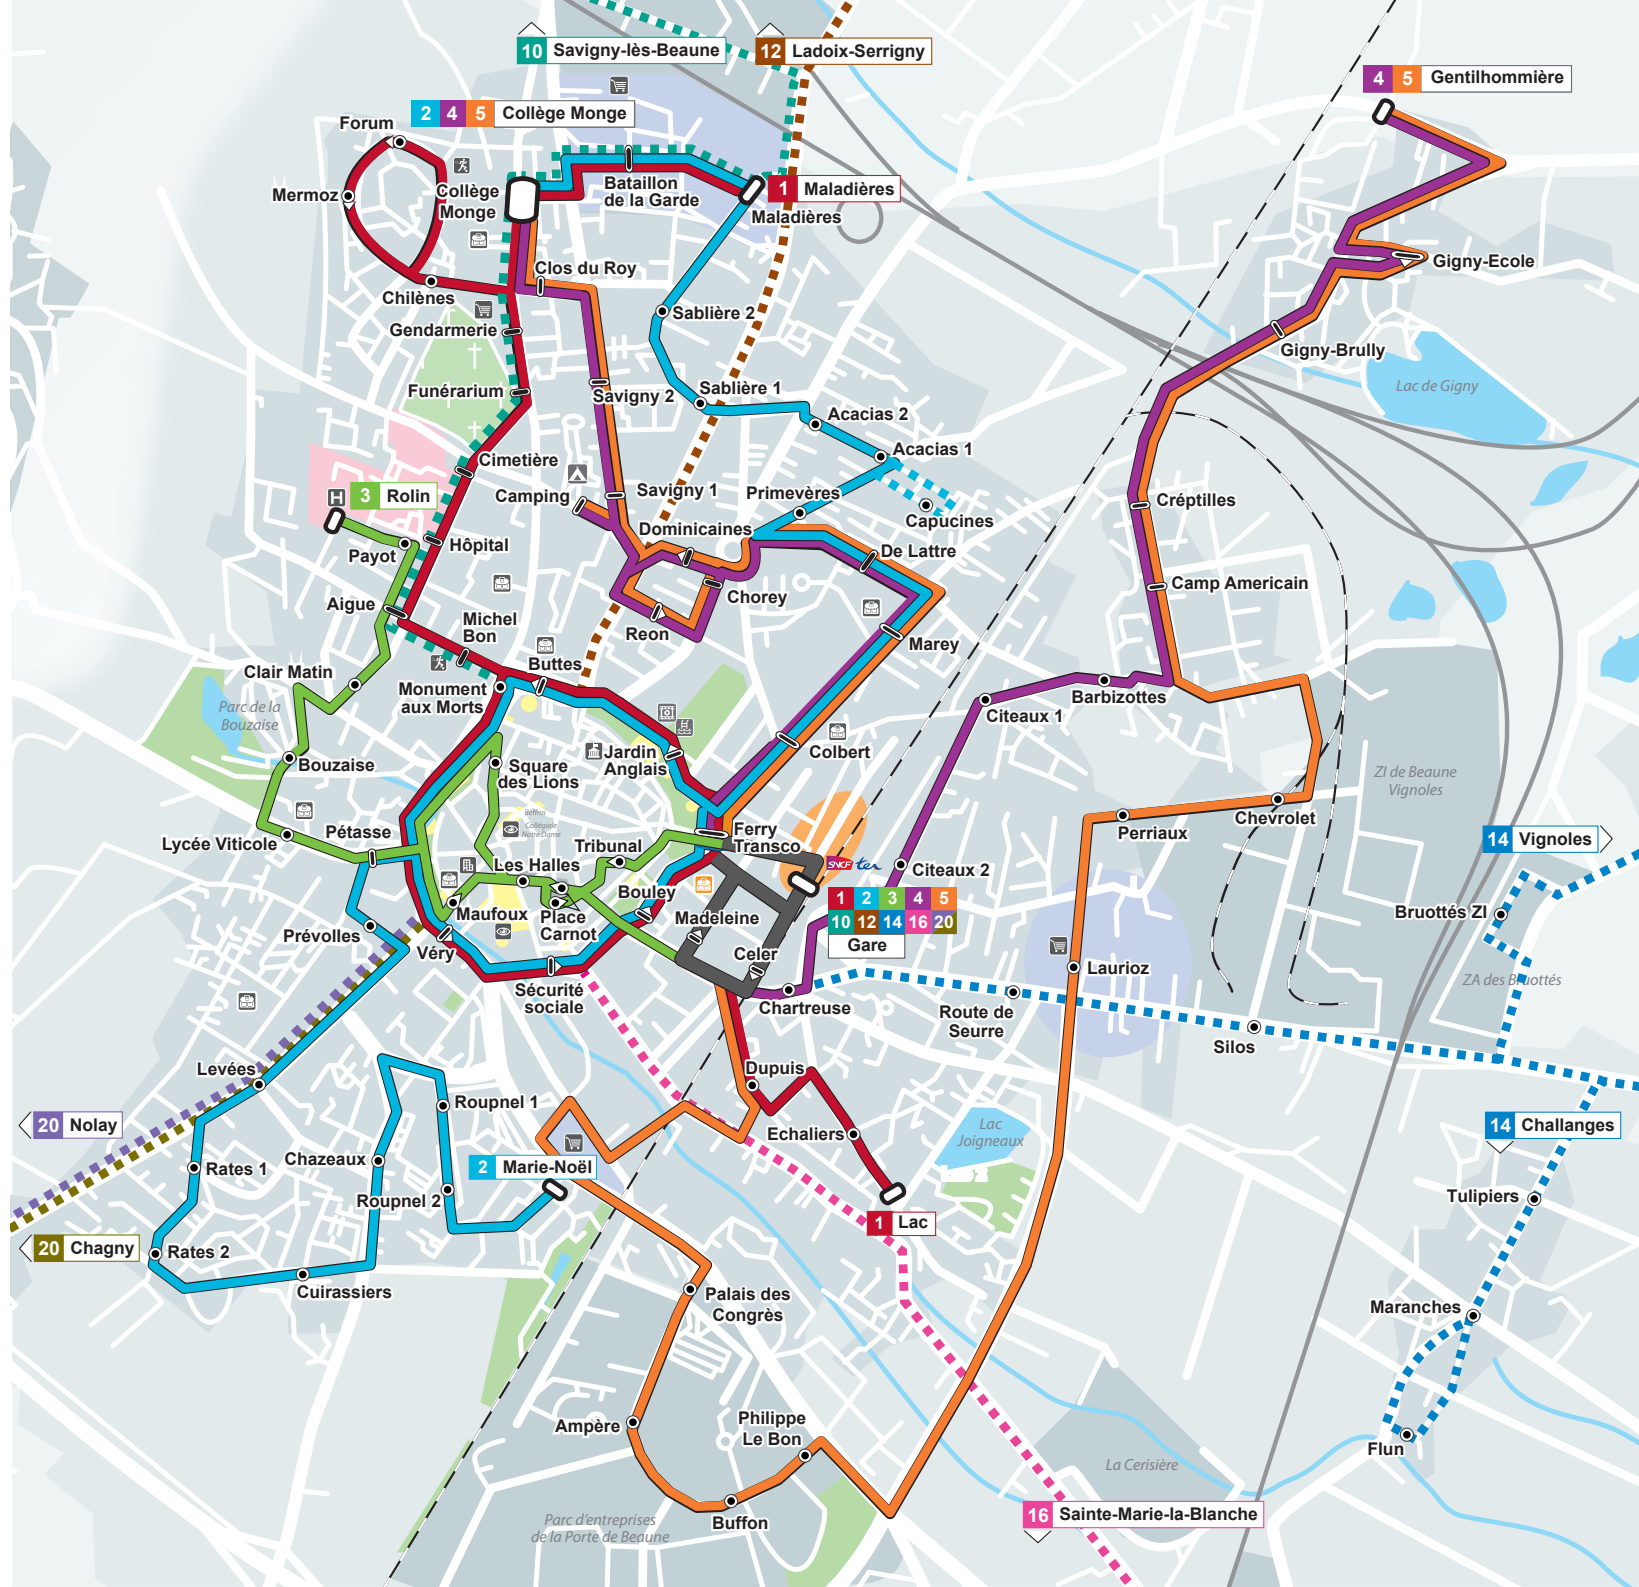 10 Savigny-lès-Beaune
12 Ladoix-Serrigny
4 5 Gentilhommière
2 4 5 Collège Monge
Forum
Mermoz
Collège
Monge
Bataillon
de la Garde
1 Maladières
Maladières
Chilènes
Clos du Roy
Gigny-Ecole
Gendarmerie
Sablière 2
Gigny-Brully
Funérarium
Savigny 2
Sablière 1
Lac de Gigny
Acacias 2
Acacias 1
Cimetière
3 Rolin
H
Camping
Savigny 1
Primevères
Capucines
Créptilles
Payot
Hôpital
Dominicaines
De Lattre
Camp Americain
Aigue
Michel
Bon
Chorey
Reon
Marey
Clair Matin
Buttes
Monument
aux Morts
Barbizottes
Citeaux 1
Parc de la
Bouzaise
Bouzaise
Square
des Lions
Jardin
Anglais
Colbert
ZI de Beaune
Vignoles
Lycée Viticole
Pétasse
Beffroi
Collégiale
Notre Dame
Ferry
Transco
Perriaux
Chevrolet
14 Vignoles
Tribunal
Les Halles
SNCF ter
Citeaux 2
Bouley
Maufoux
Place
Carnot
Madeleine
1 2 3 4 5
10 12 14 16 20
Gare
Bruottés ZI
Prévolles
Véry
Celer
Laurioz
Sécurité
sociale
Chartreuse
Route de
Seurre
ZA des Bruottés
Silos
Levées
Dupuis
Roupnel 1
20 Nolay
Echaliers
Lac
Joigneaux
14 Challanges
Rates 1
Chazeaux
2 Marie-Noël
Roupnel 2
Tulipiers
1 Lac
20 Chagny
Rates 2
Cuirassiers
Palais des
Congrès
Maranches
Ampère
Philippe
Le Bon
Flun
La Cerisière
Buffon
Parc d'entreprises
de la Porte de Beaune
16 Sainte-Marie-la-Blanche